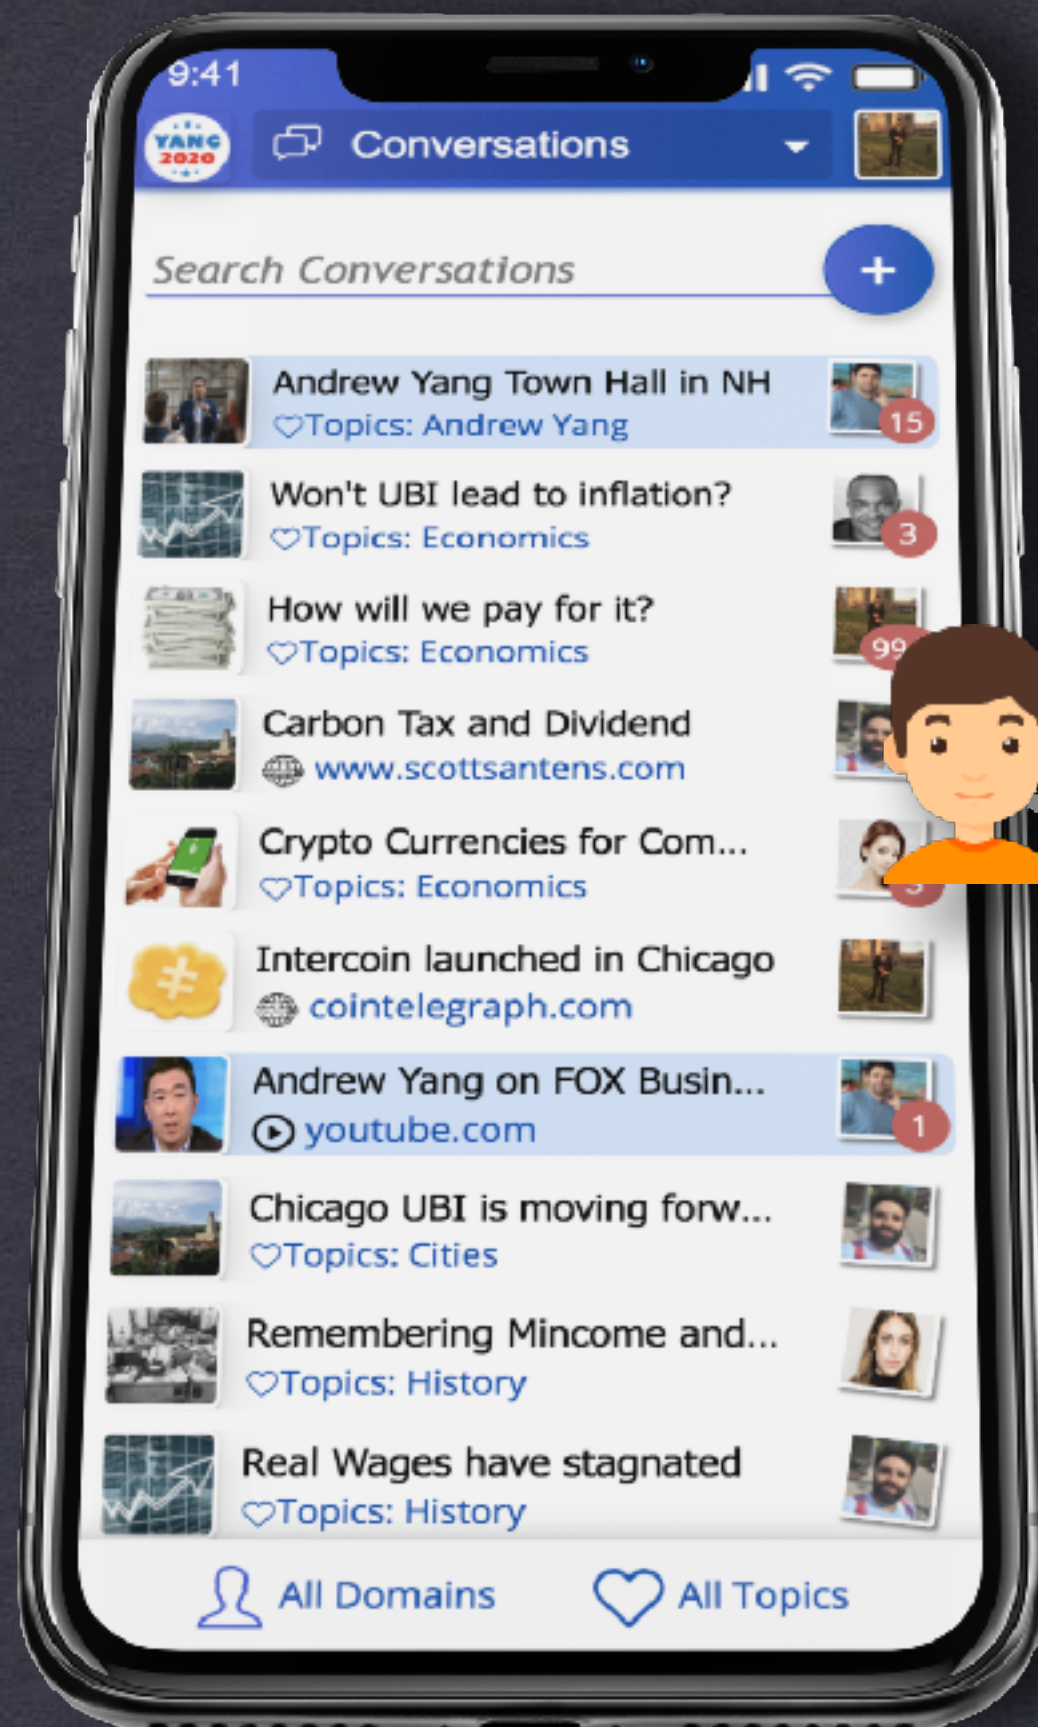 9:41
YANG
2020
Conversations
Search Conversations
+
Andrew Yang Town Hall in NH
Topics: Andrew Yang
15
Won't UBI lead to inflation?
Topics: Economics
3
How will we pay for it?
Topics: Economics
99
Carbon Tax and Dividend
www.scottsantens.com
Crypto Currencies for Com...
Topics: Economics
Intercoin launched in Chicago
cointelegraph.com
Andrew Yang on FOX Busin...
youtube.com
1
Chicago UBI is moving forw...
Topics: Cities
Remembering Mincome and...
Topics: History
Real Wages have stagnated
Topics: History
All Domains
All Topics